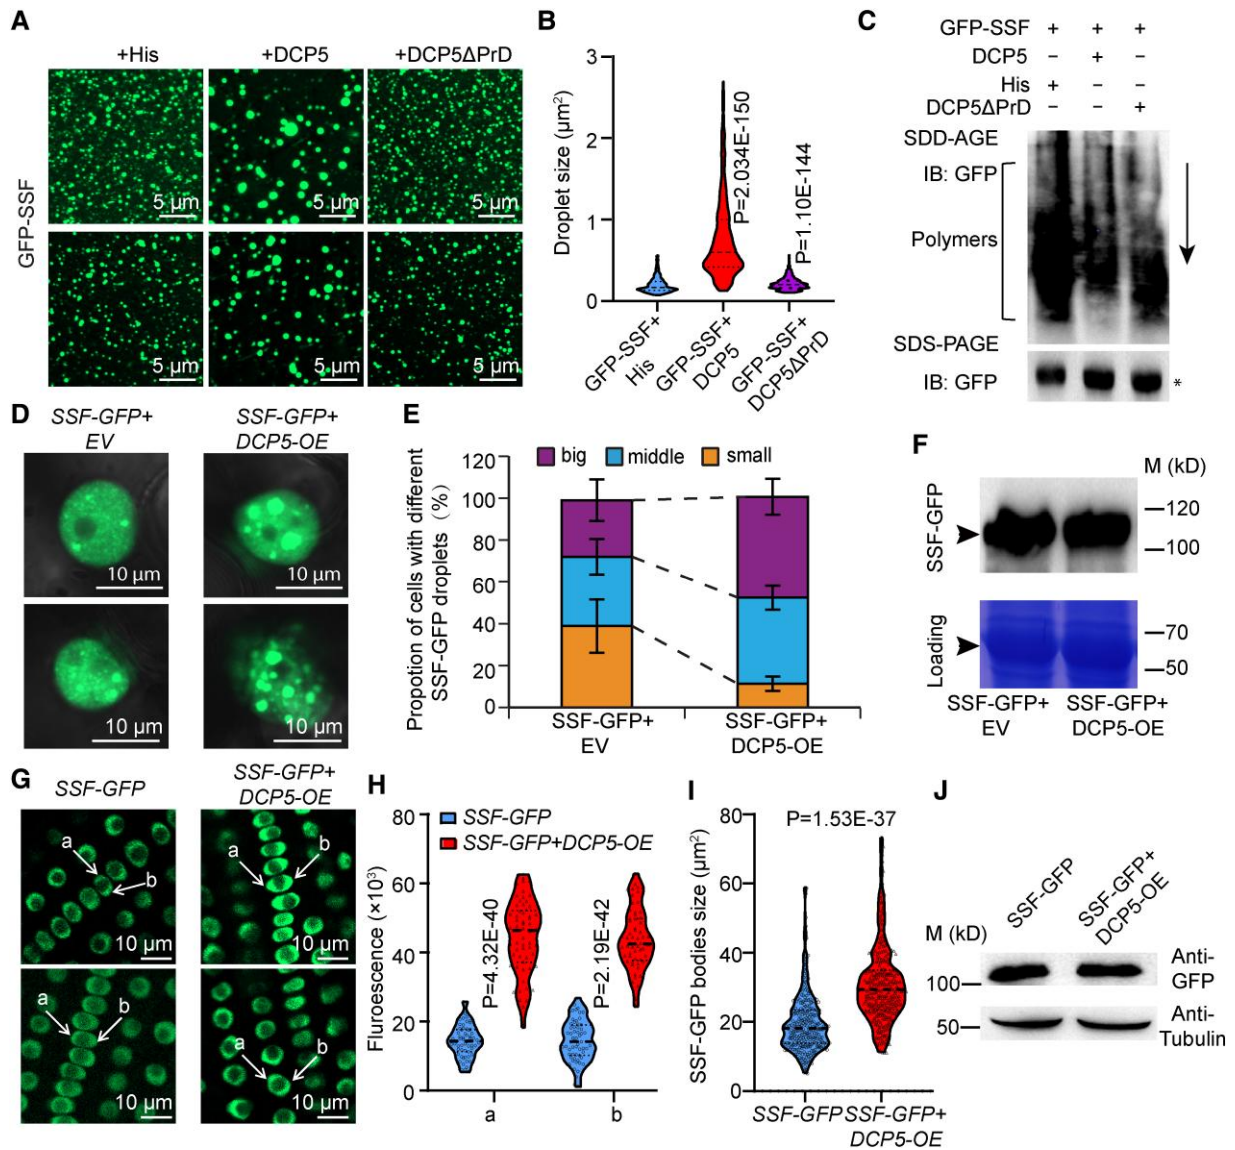 A
+His
+DCP5
+DCP5ΔPrD
GFP-SSF
5 µm
5 µm
5 µm
5 µm
5 µm
5 µm
B
Droplet size (µm²)
3
2
1
0
P=2.034E-150
P=1.10E-144
GFP-SSF+
His
GFP-SSF+
DCP5
GFP-SSF+
DCP5ΔPrD
C
GFP-SSF + + +
DCP5 − + −
His + − −
DCP5ΔPrD − − +
SDD-AGE
IB: GFP
Polymers
SDS-PAGE
IB: GFP
*
D
SSF-GFP+
EV
SSF-GFP+
DCP5-OE
10 µm
10 µm
10 µm
10 µm
E
big middle small
Propotion of cells with different
SSF-GFP droplets (%)
120
100
80
60
40
20
0
SSF-GFP+
EV
SSF-GFP+
DCP5-OE
F
M (kD)
SSF-GFP
—120
—100
Loading
—70
—50
SSF-GFP+
EV
SSF-GFP+
DCP5-OE
G
SSF-GFP
SSF-GFP+
DCP5-OE
a
b
10 µm
a
b
10 µm
a
b
10 µm
a
b
10 µm
H
SSF-GFP
SSF-GFP+DCP5-OE
Fluroescence (×10³)
80
60
40
20
0
P=4.32E-40
P=2.19E-42
a
b
I
SSF-GFP bodies size (µm²)
80
60
40
20
0
P=1.53E-37
SSF-GFP
SSF-GFP+
DCP5-OE
J
SSF-GFP
SSF-GFP+
DCP5-OE
M (kD)
100—
50—
Anti-
GFP
Anti-
Tubulin